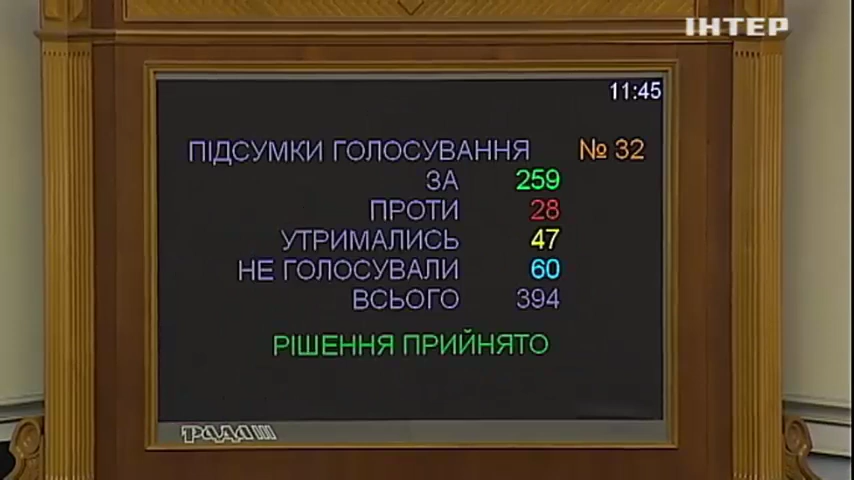 ІНТЕР
11:45
ПІДСУМКИ ГОЛОСУВАННЯ № 32
ЗА 259
ПРОТИ 28
УТРИМАЛИСЬ 47
НЕ ГОЛОСУВАЛИ 60
ВСЬОГО 394
РІШЕННЯ ПРИЙНЯТО
РАДА III